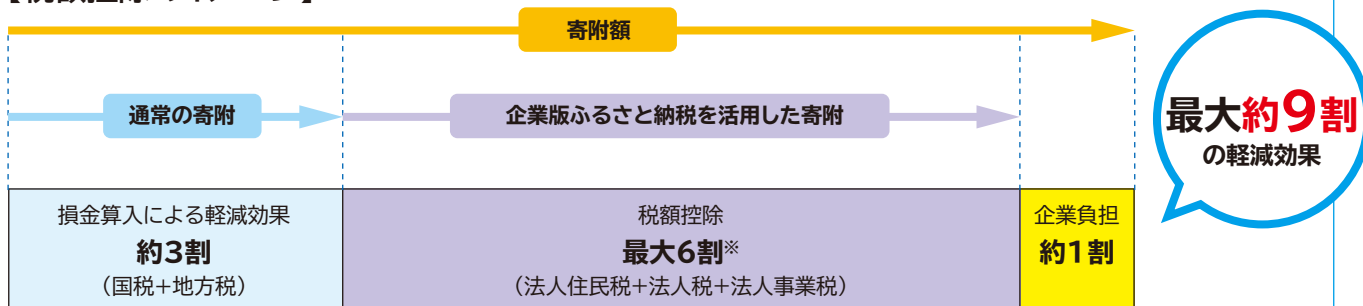 寄附額
通常の寄附
企業版ふるさと納税を活用した寄附
最大約9割
の軽減効果
損金算入による軽減効果
約3割
（国税+地方税）
税額控除
最大6割※
（法人住民税+法人税+法人事業税）
企業負担
約1割